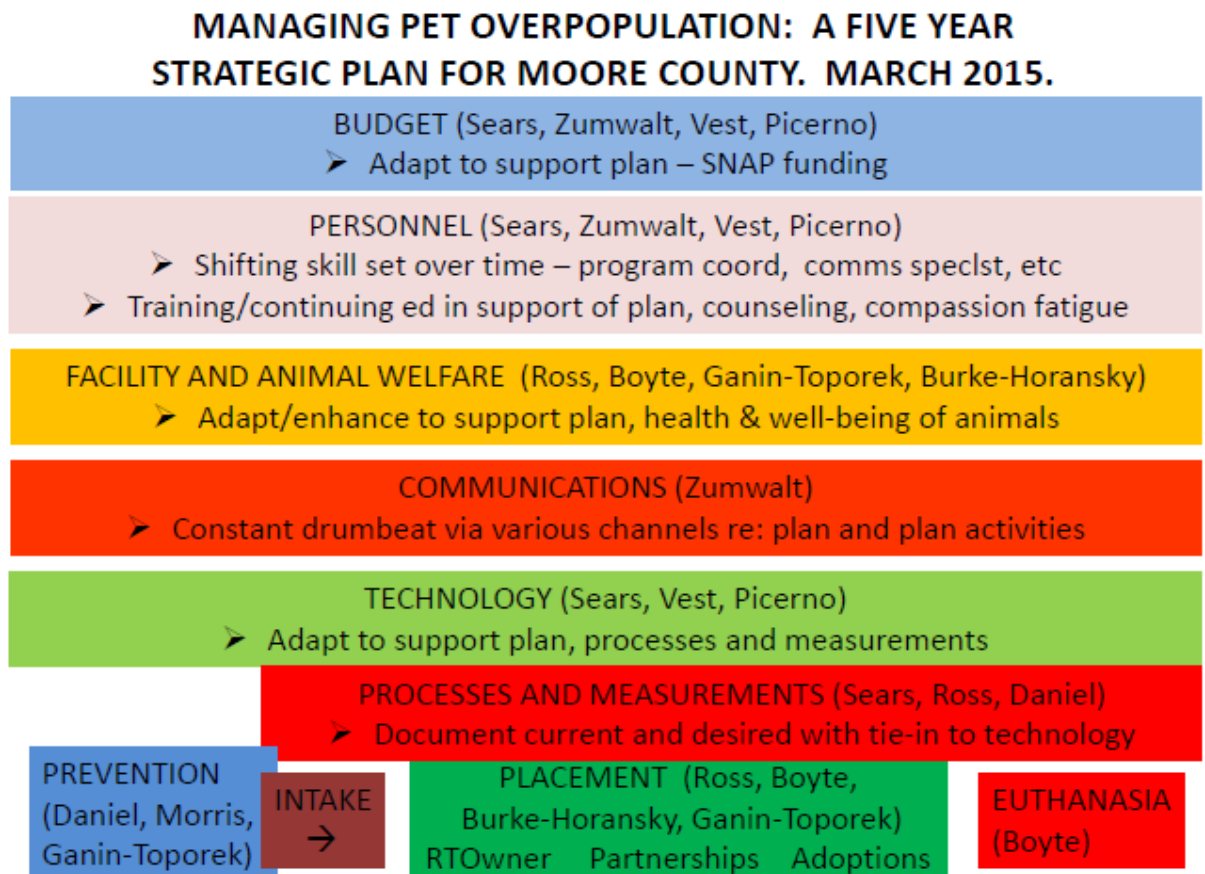 MANAGING PET OVERPOPULATION: A FIVE YEAR
STRATEGIC PLAN FOR MOORE COUNTY. MARCH 2015.
BUDGET (Sears, Zumwalt, Vest, Picerno)
➢ Adapt to support plan – SNAP funding
PERSONNEL (Sears, Zumwalt, Vest, Picerno)
➢ Shifting skill set over time – program coord, comms speclst, etc
➢ Training/continuing ed in support of plan, counseling, compassion fatigue
FACILITY AND ANIMAL WELFARE (Ross, Boyte, Ganin-Toporek, Burke-Horansky)
➢ Adapt/enhance to support plan, health & well-being of animals
COMMUNICATIONS (Zumwalt)
➢ Constant drumbeat via various channels re: plan and plan activities
TECHNOLOGY (Sears, Vest, Picerno)
➢ Adapt to support plan, processes and measurements
PROCESSES AND MEASUREMENTS (Sears, Ross, Daniel)
➢ Document current and desired with tie-in to technology
PREVENTION
(Daniel, Morris,
Ganin-Toporek)
INTAKE
→
PLACEMENT (Ross, Boyte,
Burke-Horansky, Ganin-Toporek)
RTOwner Partnerships Adoptions
EUTHANASIA
(Boyte)